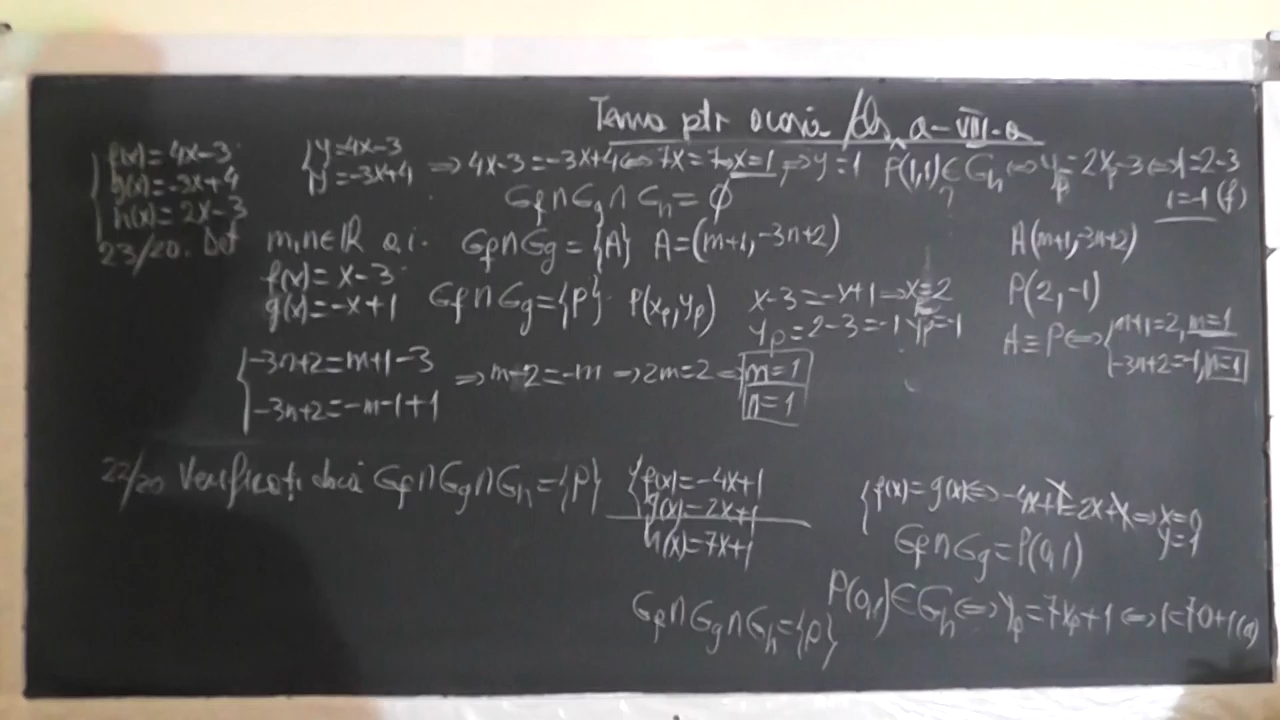 Tema ptr acasă cls a-VIII-a
f(x)=4x-3
g(x)=-3x+4
h(x)=2x-3
y=4x-3
y=-3x+4
⇒ 4x-3=-3x+4 ⇔ 7x=7 ⇒ x=1 ⇒ y=1 P(1,1) ∈ Gh ⇔ yp=2xp-3 ⇔ 1=2-3
?
1=-1 (f)
Gf∩Gg∩Gh=∅
23/20. Det m,n∈ℝ a.i. Gf∩Gg={A} A=(m+1,-3n+2)
f(x)=x-3
g(x)=-x+1
Gf∩Gg={P} P(xp,yp)
x-3=-x+1 ⇒ x=2
yp=2-3=-1 yp=-1
A(m+1,-3n+2)
P(2,-1)
A≡P ⇔ { m+1=2, m=1
-3n+2=-1, n=1
{ -3n+2=m+1-3
-3n+2=-m-1+1
⇒ m-2=-m ⇒ 2m=2 ⇒ m=1
n=1
22/20 Verificați dacă Gf∩Gg∩Gh={P}
f(x)=-4x+1
g(x)=2x+1
h(x)=7x+1
{ f(x)=g(x) ⇔ -4x+1=2x+1 ⇒ x=0
y=1
Gf∩Gg=P(0,1)
P(0,1)∈Gh ⇔ yp=7xp+1 ⇔ 1=7·0+1 (a)
Gf∩Gg∩Gh={P}